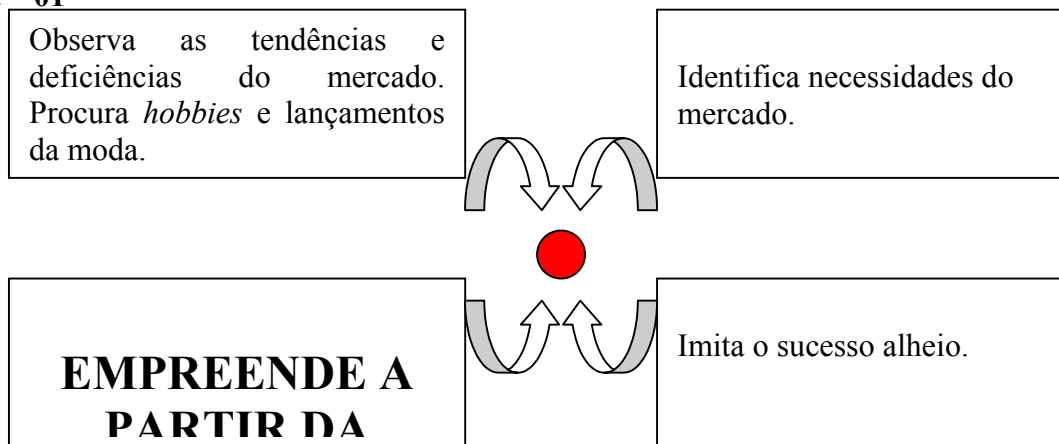 01
Observa as tendências e
deficiências do mercado.
Procura hobbies e lançamentos
da moda.
Identifica necessidades do
mercado.
EMPREENDE A
PARTIR DA
Imita o sucesso alheio.